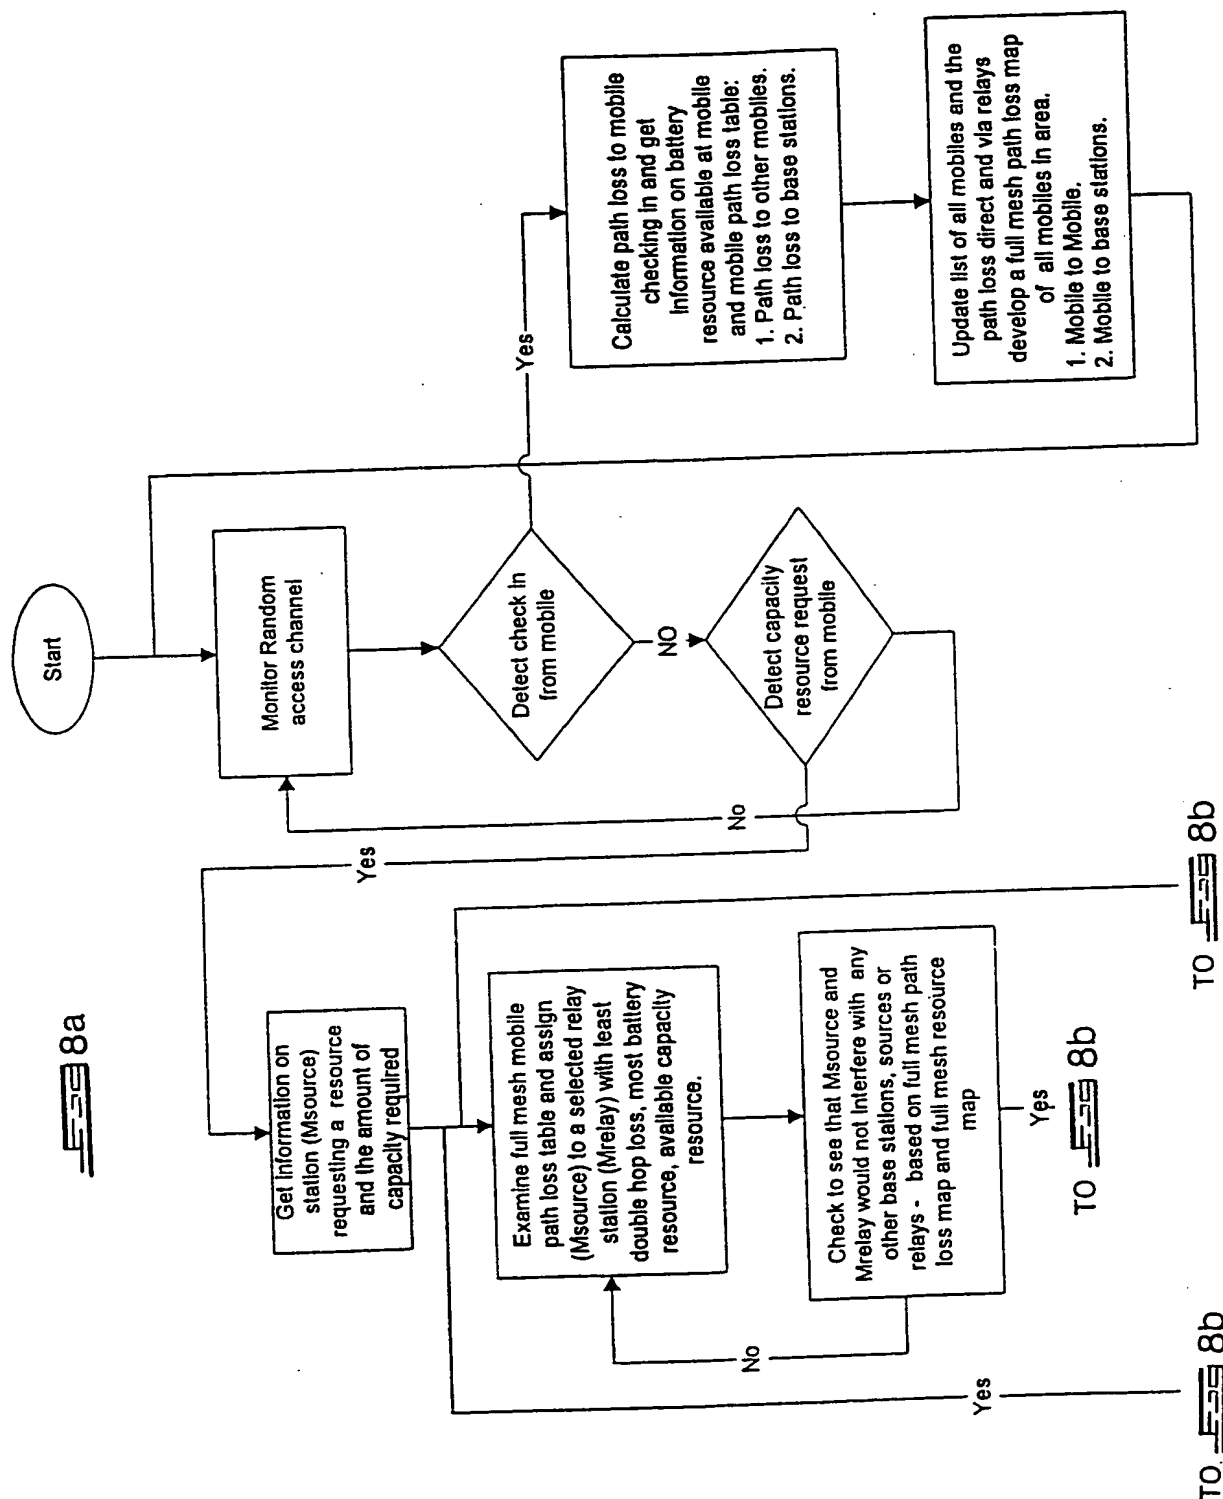 Fig 8a
Start
Monitor Random
access channel
Detect check in
from mobile
Yes
NO
Calculate path loss to mobile
checking in and get
information on battery
resource available at mobile
and mobile path loss table:
1. Path loss to other mobiles.
2. Path loss to base stations.
Update list of all mobiles and the
path loss direct and via relays
develop a full mesh path loss map
of all mobiles in area.
1. Mobile to Mobile.
2. Mobile to base stations.
Detect capacity
resource request
from mobile
No
Yes
Get information on
station (Msource)
requesting a resource
and the amount of
capacity required
Examine full mesh mobile
path loss table and assign
(Msource) to a selected relay
station (Mrelay) with least
double hop loss, most battery
resource, available capacity
resource.
Check to see that Msource and
Mrelay would not interfere with any
other base stations, sources or
relays - based on full mesh path
loss map and full mesh resource
map
No
Yes
Yes
TO Fig 8b
TO Fig 8b
TO Fig 8b